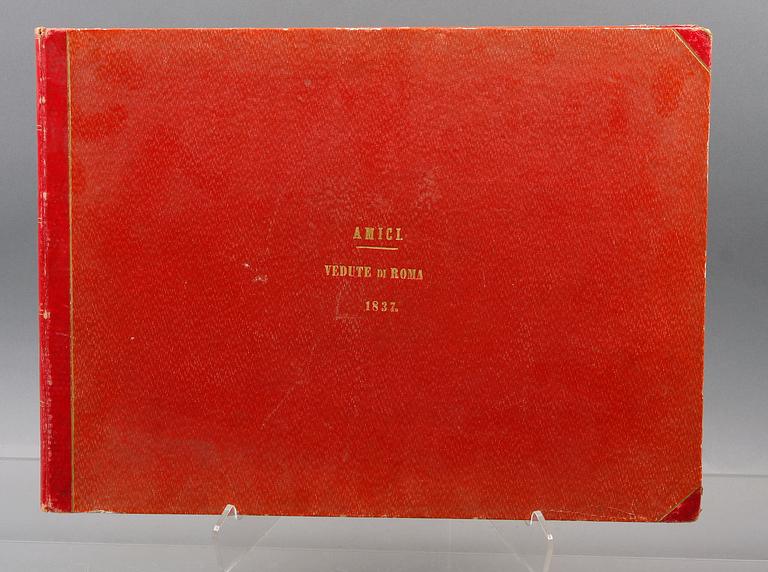 AMICI.
VEDUTE DI ROMA
1837.